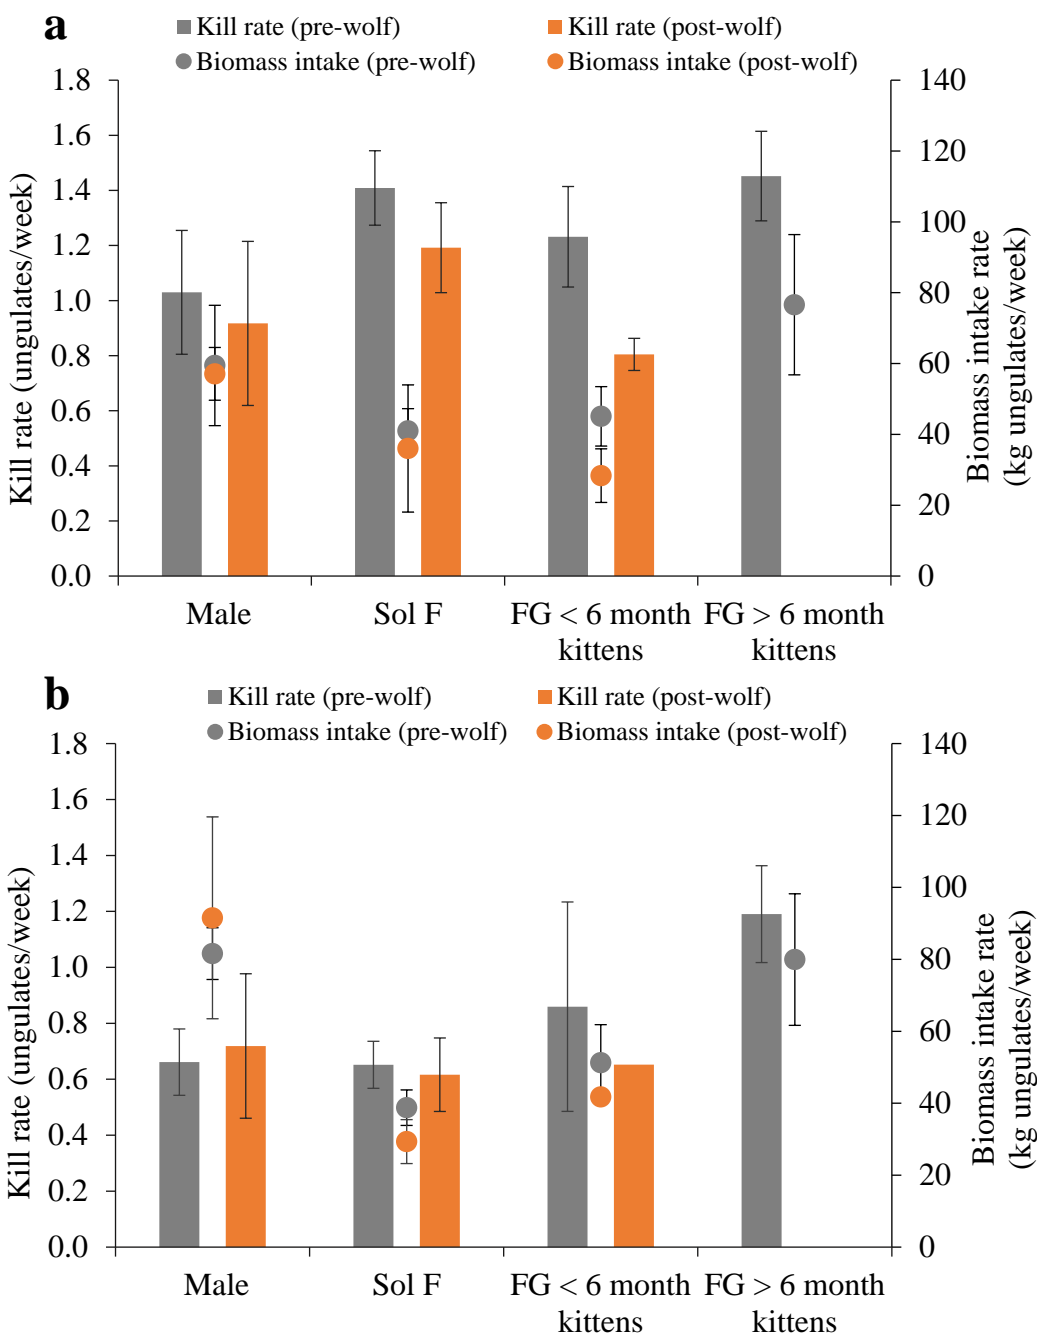 a
Kill rate (pre-wolf)
Kill rate (post-wolf)
Biomass intake (pre-wolf)
Biomass intake (post-wolf)
1.8
1.6
1.4
1.2
1.0
0.8
0.6
0.4
0.2
0.0
Kill rate (ungulates/week)
140
120
100
80
60
40
20
0
Biomass intake rate
(kg ungulates/week)
Male
Sol F
FG < 6 month
kittens
FG > 6 month
kittens
b
Kill rate (pre-wolf)
Kill rate (post-wolf)
Biomass intake (pre-wolf)
Biomass intake (post-wolf)
1.8
1.6
1.4
1.2
1.0
0.8
0.6
0.4
0.2
0.0
Kill rate (ungulates/week)
140
120
100
80
60
40
20
0
Biomass intake rate
(kg ungulates/week)
Male
Sol F
FG < 6 month
kittens
FG > 6 month
kittens